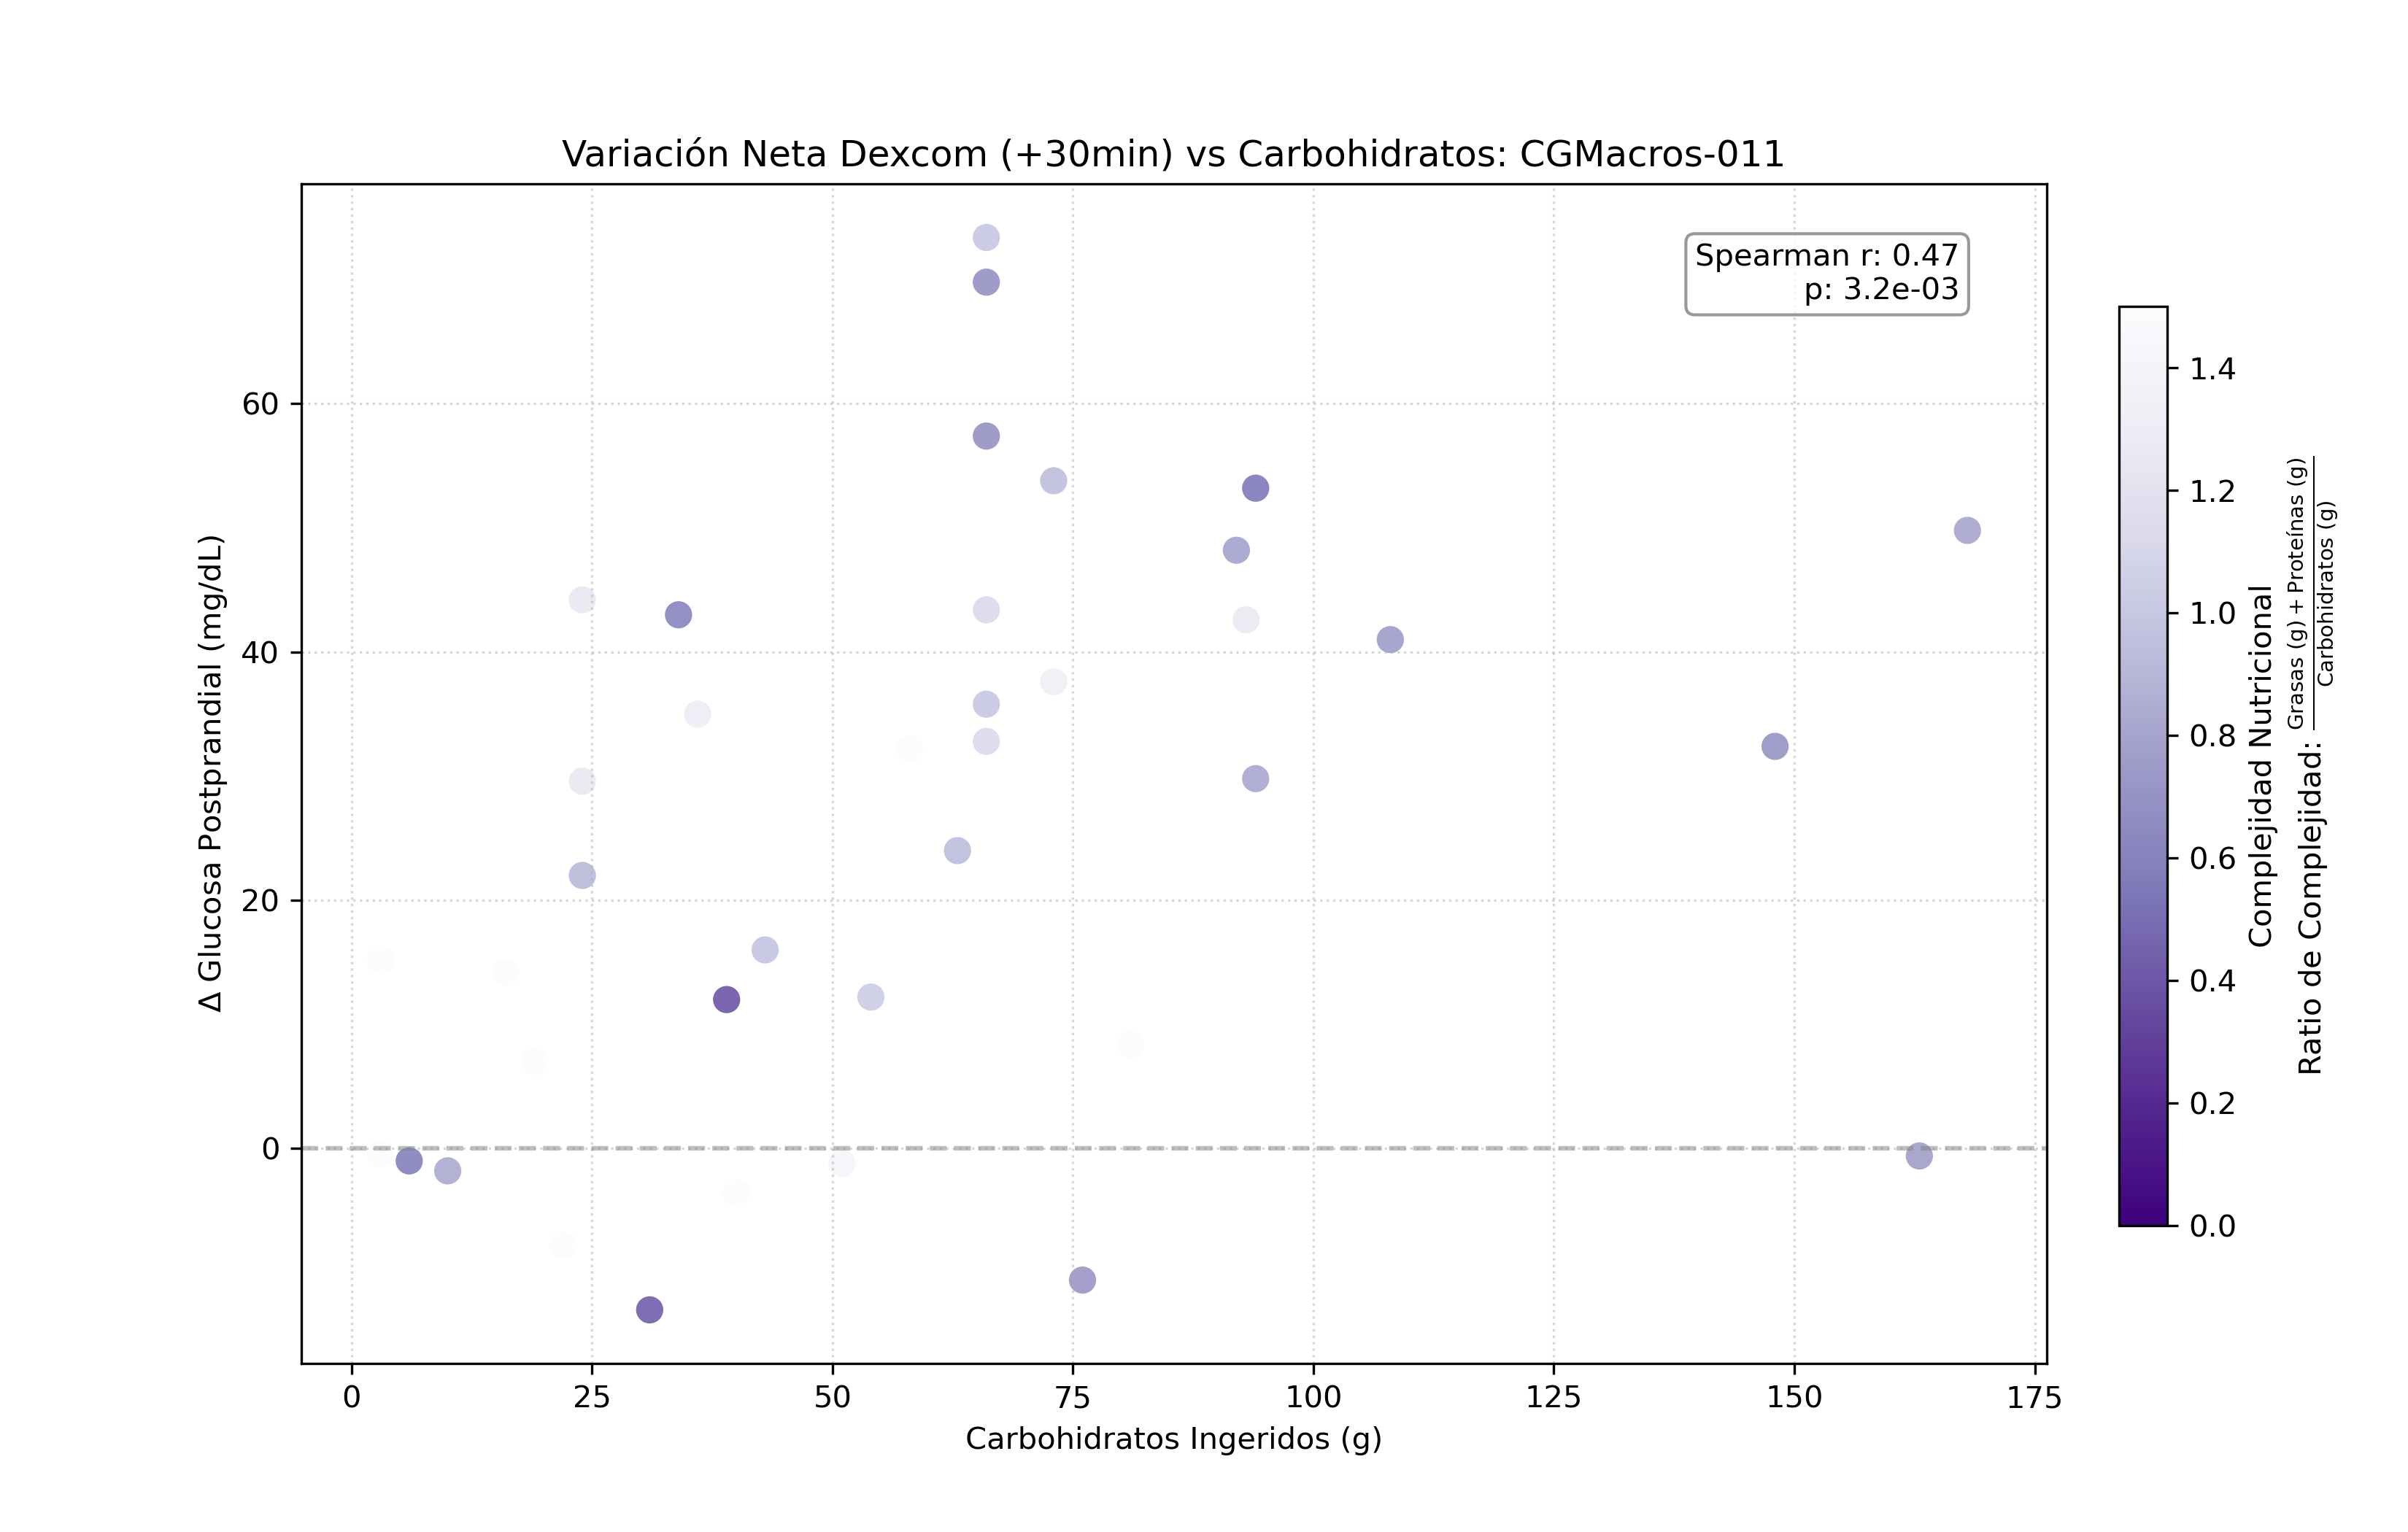 Variación Neta Dexcom (+30min) vs Carbohidratos: CGMacros-011
Spearman r: 0.47
p: 3.2e-03
Δ Glucosa Postprandial (mg/dL)
60
40
20
0
0
25
50
75
100
125
150
175
Carbohidratos Ingeridos (g)
1.4
1.2
1.0
0.8
0.6
0.4
0.2
0.0
Complejidad Nutricional
Ratio de Complejidad:
Grasas (g) + Proteínas (g)
Carbohidratos (g)